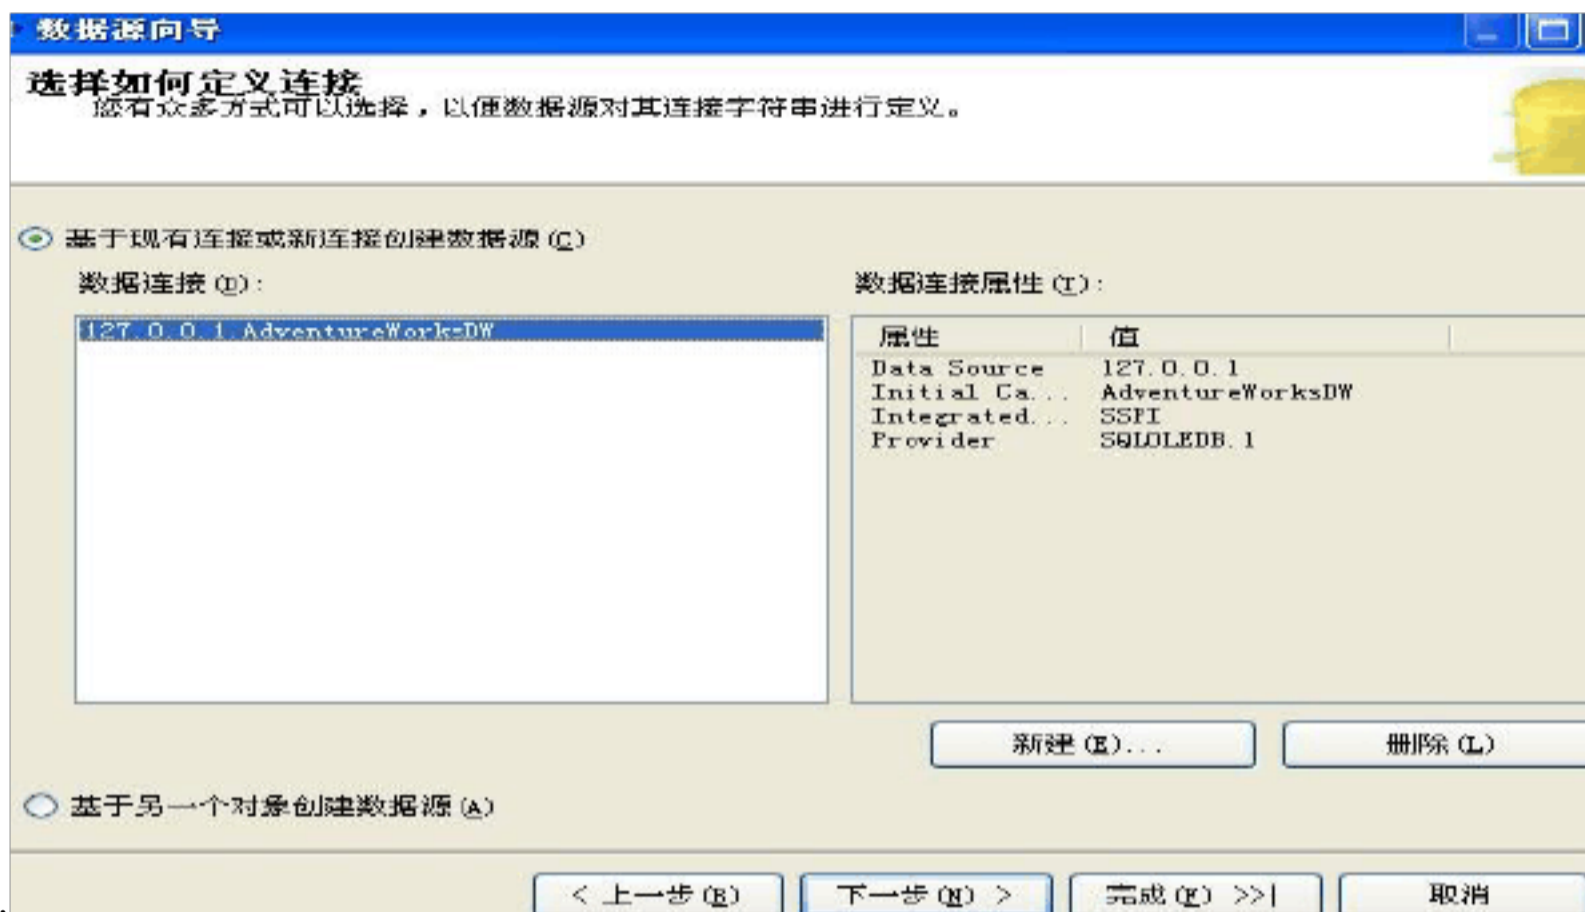 数据源向导
选择如何定义连接
您有众多方式可以选择，以便数据源对其连接字符串进行定义。
基于现有连接或新连接创建数据源(C)
数据连接(D):
数据连接属性(T):
127.0.0.1.AdventureWorksDW
属性 值
Data Source 127.0.0.1
Initial Ca... AdventureWorksDW
Integrated... SSPI
Provider SQLOLEDB.1
新建(E)...
删除(L)
基于另一个对象创建数据源(A)
< 上一步(B)
下一步(N) >
完成(F) >>|
取消